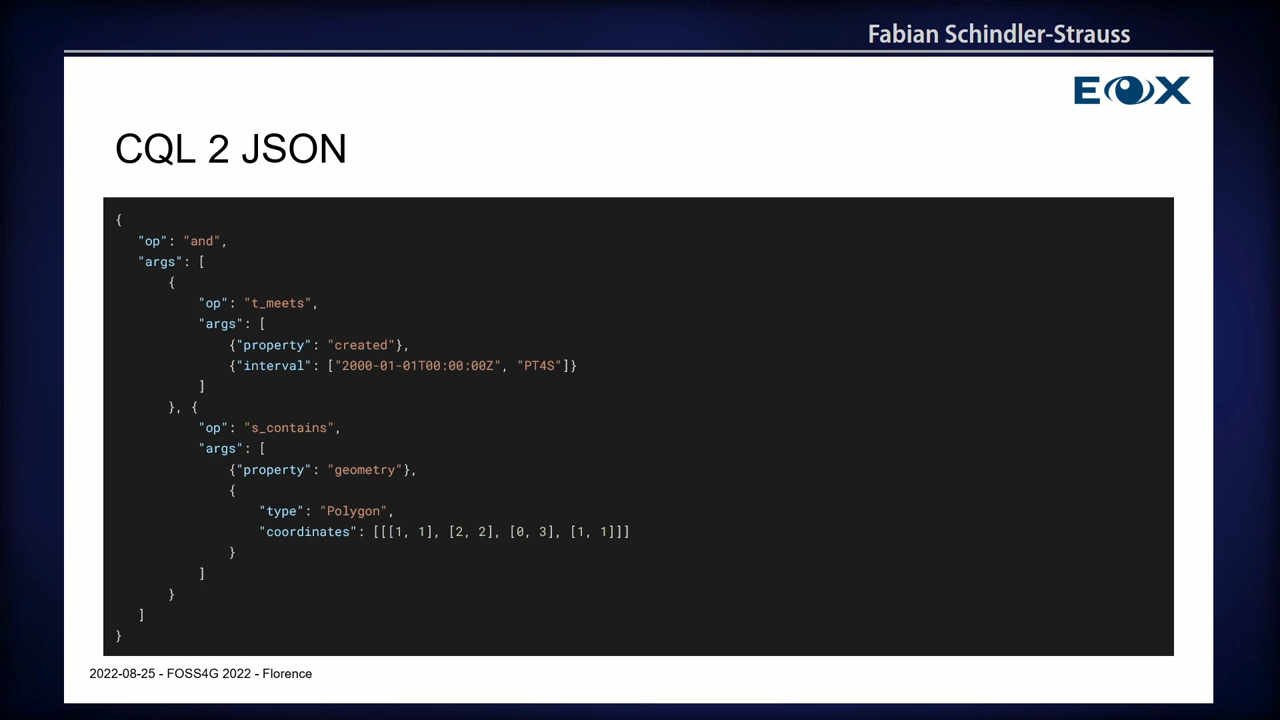 Fabian Schindler-Strauss
EOX
CQL 2 JSON
{
"op": "and",
"args": [
{
"op": "t_meets",
"args": [
{"property": "created"},
{"interval": ["2000-01-01T00:00:00Z", "PT4S"]}
]
}, {
"op": "s_contains",
"args": [
{"property": "geometry"},
{
"type": "Polygon",
"coordinates": [[[1, 1], [2, 2], [0, 3], [1, 1]]]
}
]
}
]
}
2022-08-25 - FOSS4G 2022 - Florence